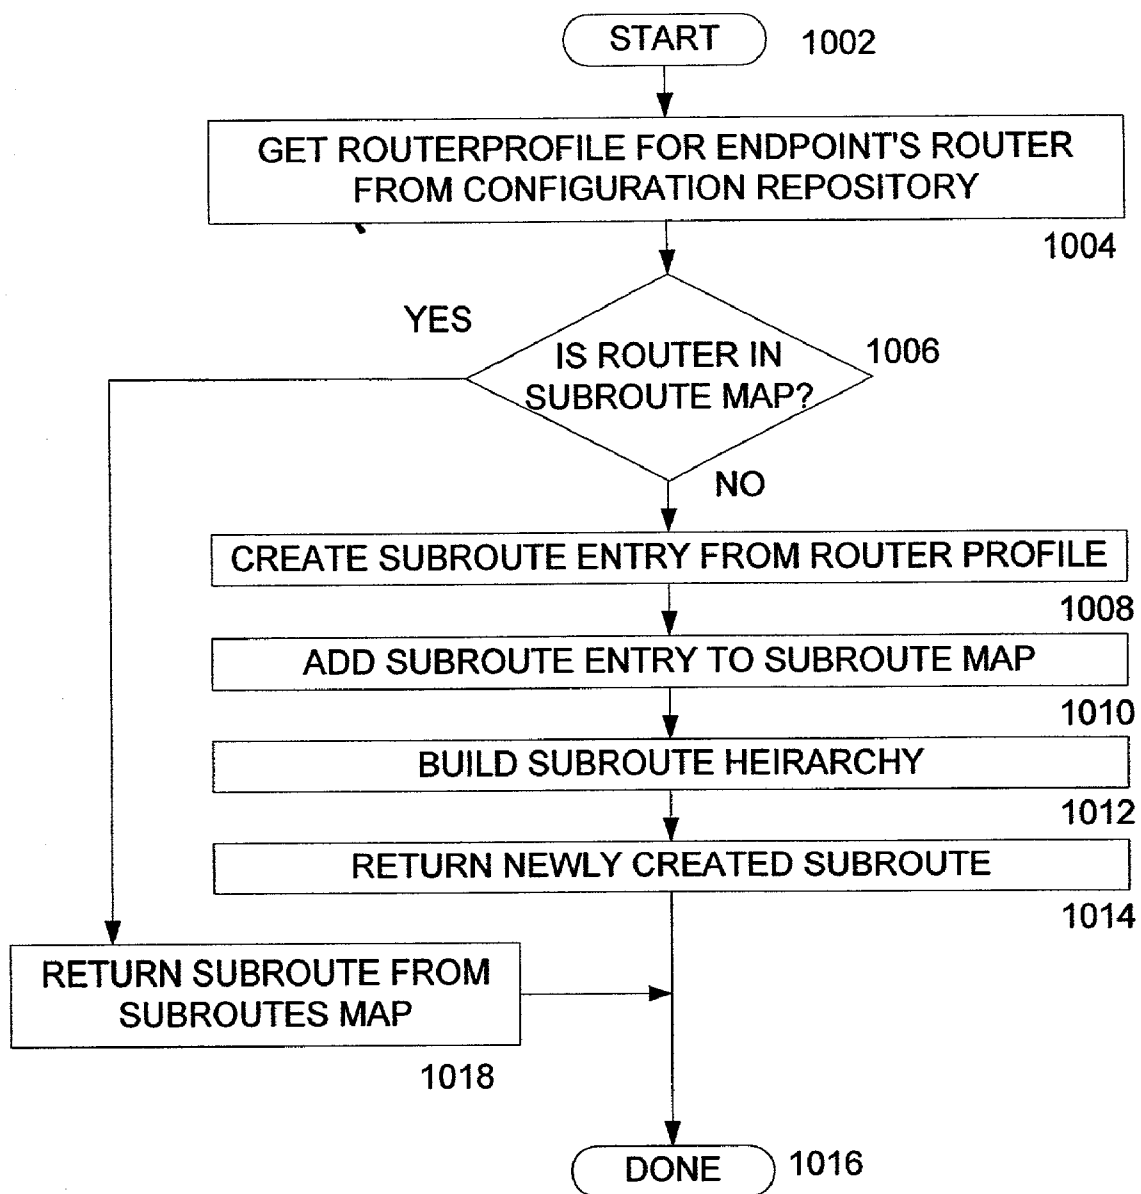 START
1002
GET ROUTERPROFILE FOR ENDPOINT'S ROUTER
FROM CONFIGURATION REPOSITORY
1004
YES
IS ROUTER IN
SUBROUTE MAP?
1006
NO
CREATE SUBROUTE ENTRY FROM ROUTER PROFILE
1008
ADD SUBROUTE ENTRY TO SUBROUTE MAP
1010
BUILD SUBROUTE HEIRARCHY
1012
RETURN NEWLY CREATED SUBROUTE
1014
RETURN SUBROUTE FROM
SUBROUTES MAP
1018
DONE
1016